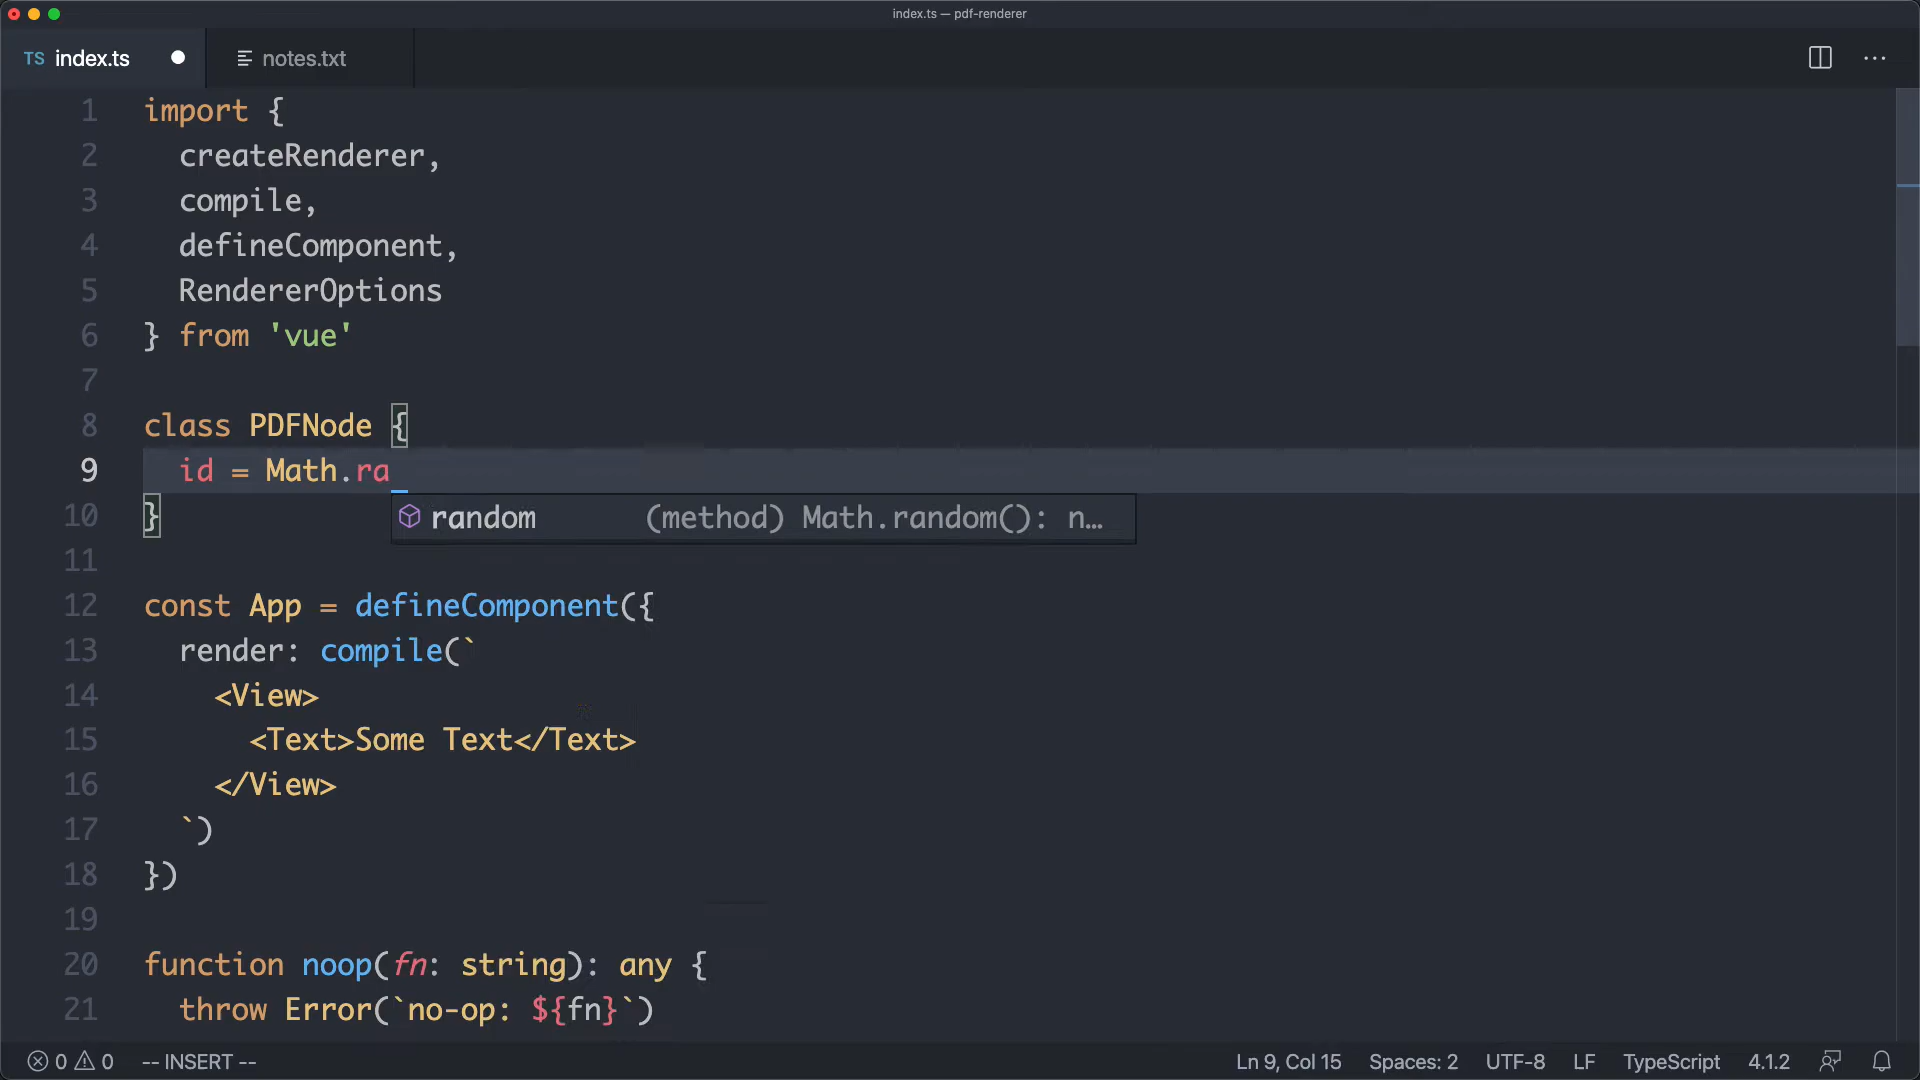 index.ts — pdf-renderer
TS index.ts
notes.txt
1 import {
2 createRenderer,
3 compile,
4 defineComponent,
5 RendererOptions
6 } from 'vue'
7
8 class PDFNode {
9 id = Math.ra
10 }
random (method) Math.random(): n…
11
12 const App = defineComponent({
13 render: compile(`
14 <View>
15 <Text>Some Text</Text>
16 </View>
17 `)
18 })
19
20 function noop(fn: string): any {
21 throw Error(`no-op: ${fn}`)
0 0 -- INSERT -- Ln 9, Col 15 Spaces: 2 UTF-8 LF TypeScript 4.1.2